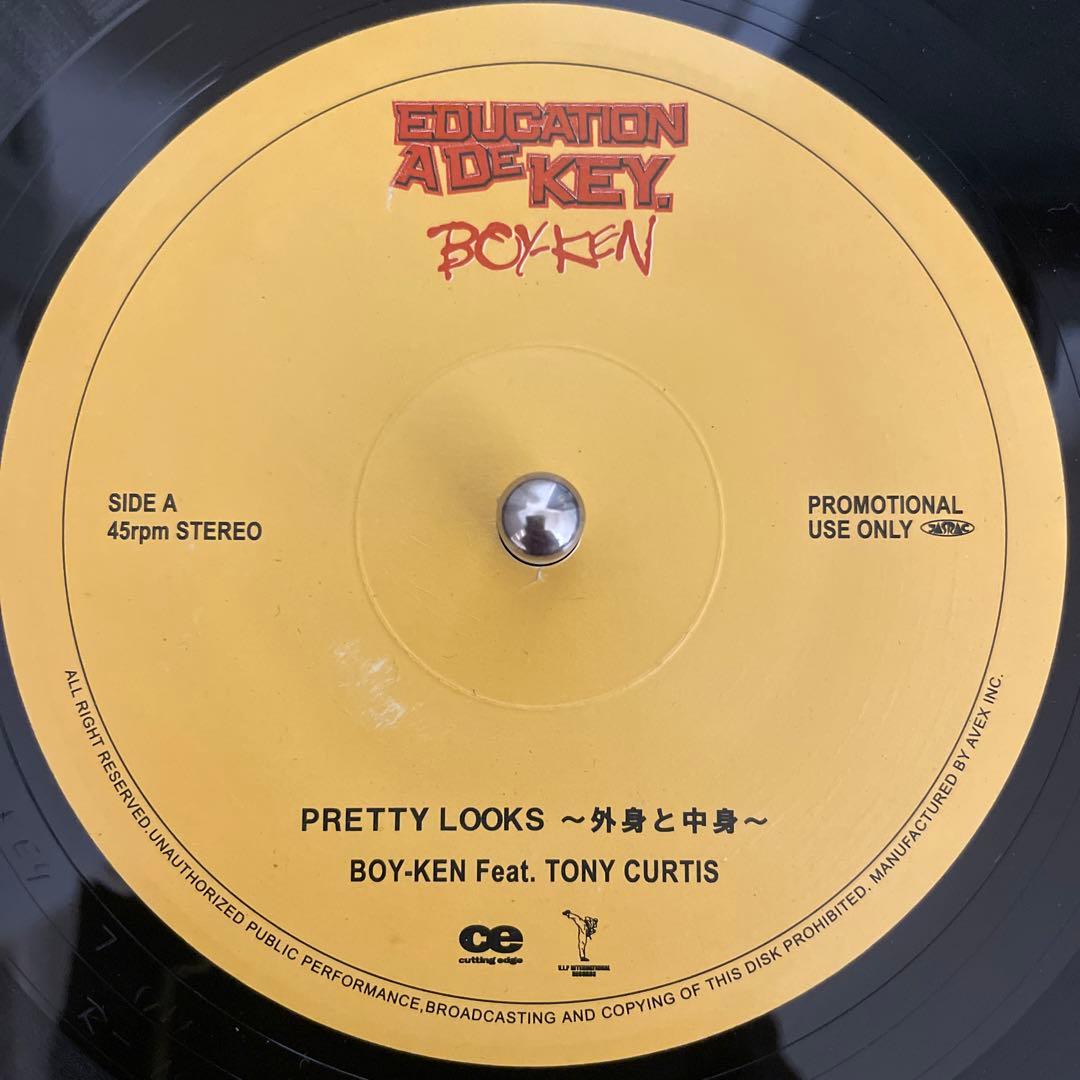 EDUCATION
A DE KEY.
BOY-KEN
SIDE A
45rpm STEREO
PROMOTIONAL
USE ONLY JASRAC
PRETTY LOOKS ～外身と中身～
BOY-KEN Feat. TONY CURTIS
ce
cutting edge
V.I.P INTERNATIONAL
RECORDS
ALL RIGHT RESERVED.UNAUTHORIZED PUBLIC PERFORMANCE,BROADCASTING AND COPYING OF THIS DISK PROHIBITED. MANUFACTURED BY AVEX INC.